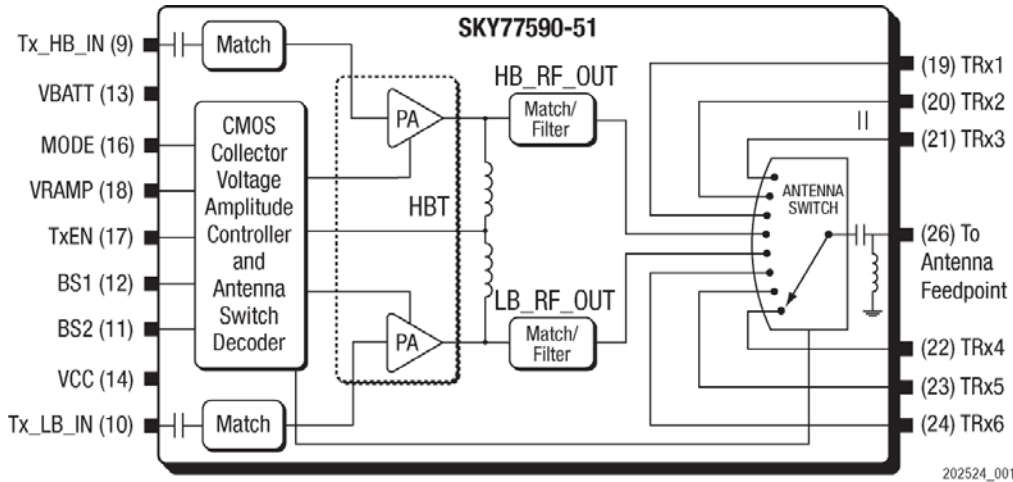 SKY77590-51
Tx_HB_IN (9)
VBATT (13)
MODE (16)
VRAMP (18)
TxEN (17)
BS1 (12)
BS2 (11)
VCC (14)
Tx_LB_IN (10)
Match
CMOS
Collector
Voltage
Amplitude
Controller
and
Antenna
Switch
Decoder
Match
PA
HBT
PA
HB_RF_OUT
Match/
Filter
LB_RF_OUT
Match/
Filter
ANTENNA
SWITCH
(19) TRx1
(20) TRx2
(21) TRx3
(26) To
Antenna
Feedpoint
(22) TRx4
(23) TRx5
(24) TRx6
202524_001